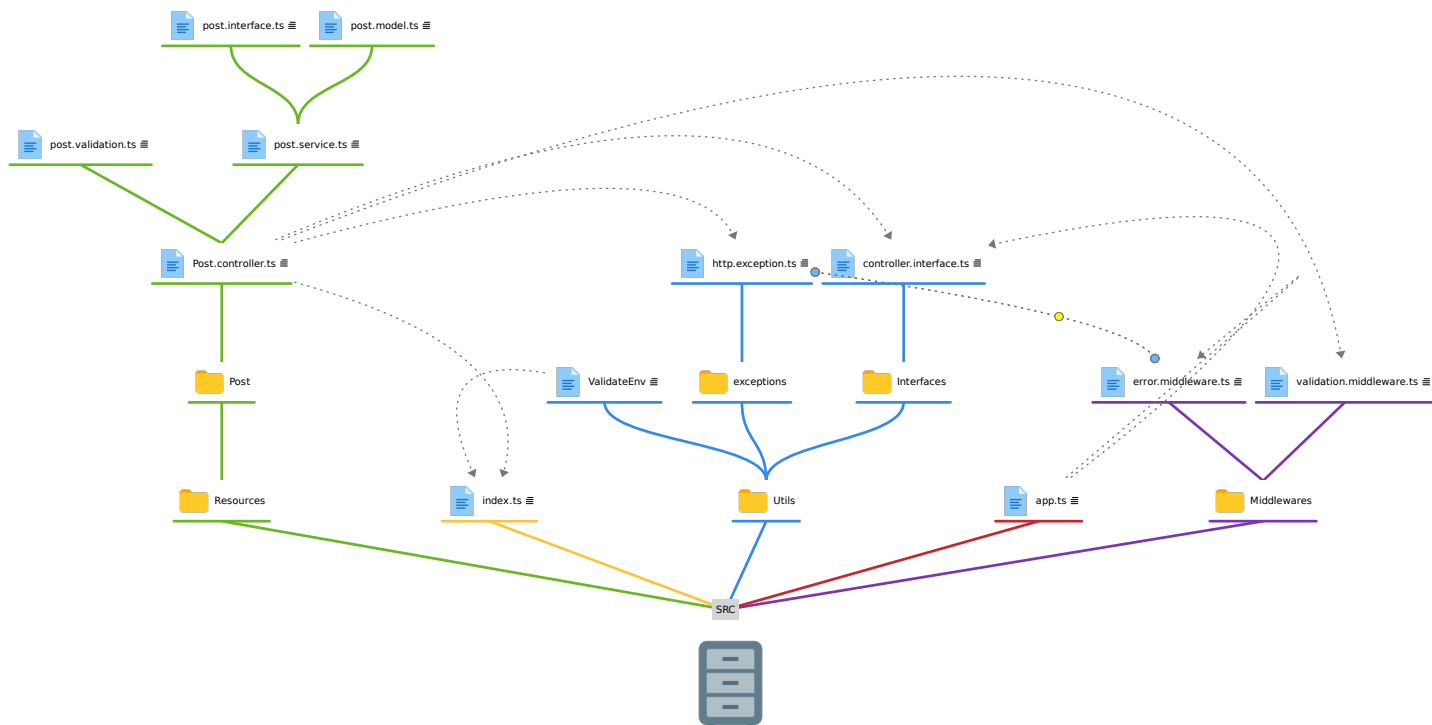 post.interface.ts
post.model.ts
post.validation.ts
post.service.ts
Post.controller.ts
http.exception.ts
controller.interface.ts
Post
ValidateEnv
exceptions
Interfaces
error.middleware.ts
validation.middleware.ts
Resources
index.ts
Utils
app.ts
Middlewares
SRC